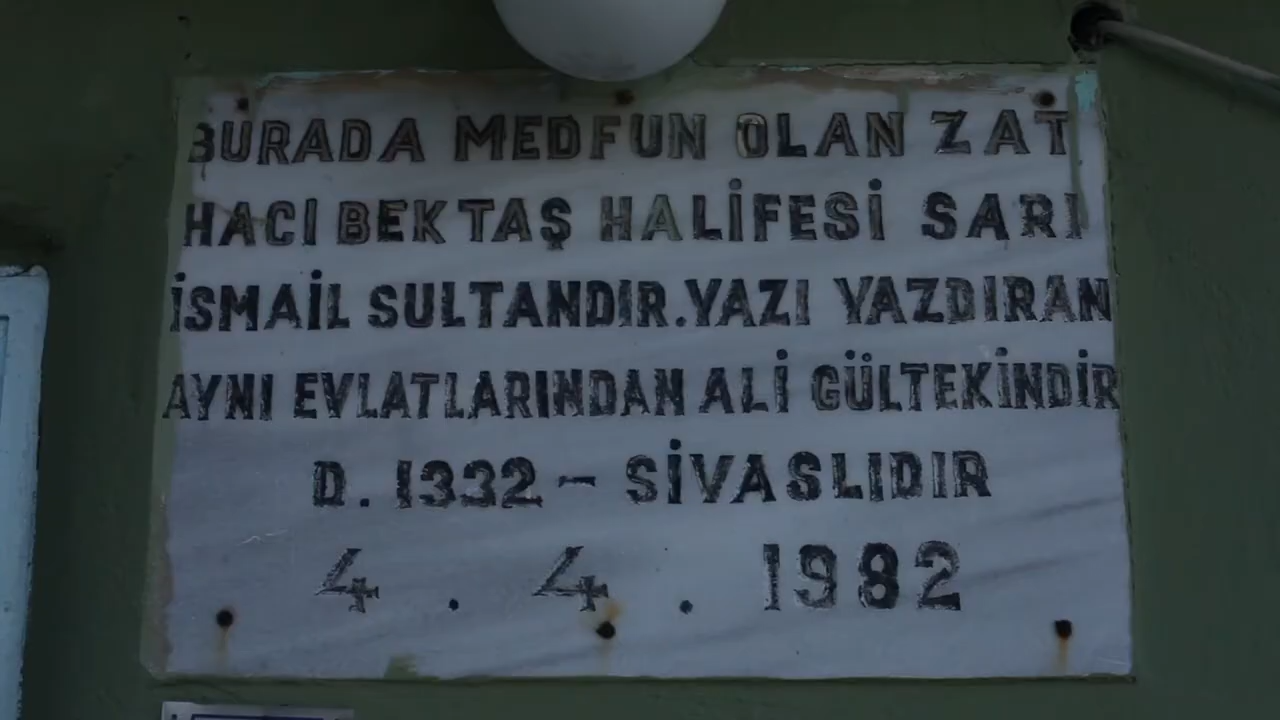 BURADA MEDFUN OLAN ZAT
HACI BEKTAŞ HALİFESİ SARI
İSMAİL SULTANDIR.YAZI YAZDIRAN
AYNI EVLATLARINDAN ALİ GÜLTEKİNDİR
D. 1332 - SİVASLIDIR
4 . 4 . 1982